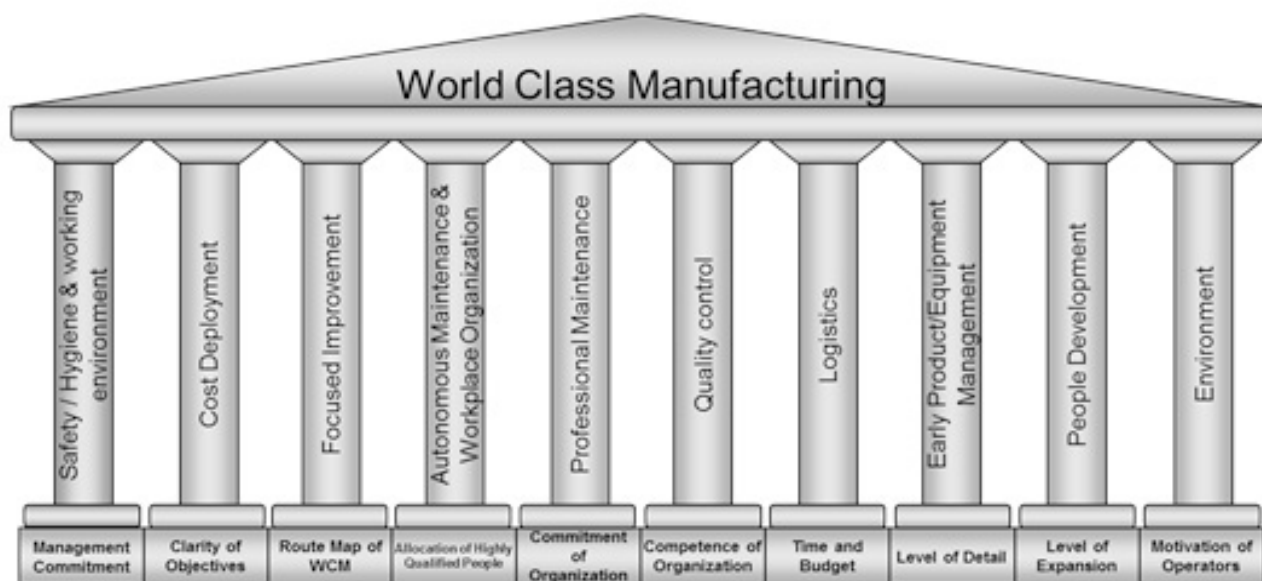 World Class Manufacturing
Safety / Hygiene & working
environment
Cost Deployment
Focused Improvement
Autonomous Maintenance &
Workplace Organization
Professional Maintenance
Quality control
Logistics
Early Product/Equipment
Management
People Development
Environment
Management
Commitment
Clarity of
Objectives
Route Map of
WCM
Allocation of Highly
Qualified People
Commitment
of
Organization
Competence of
Organization
Time and
Budget
Level of Detail
Level of
Expansion
Motivation of
Operators